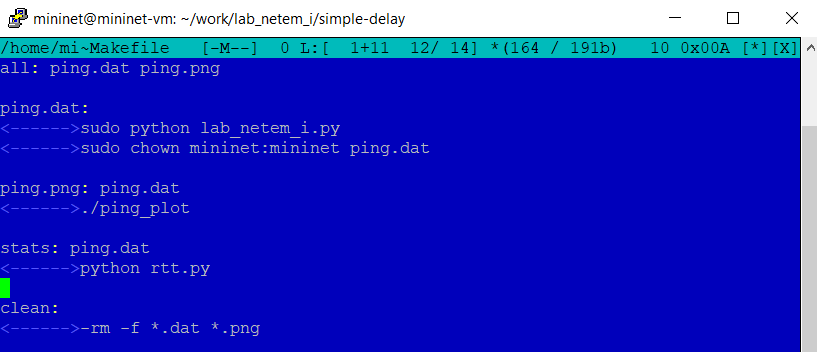 mininet@mininet-vm: ~/work/lab_netem_i/simple-delay
/home/mi~Makefile   [-M--]  0 L:[  1+11  12/ 14] *(164 / 191b)   10 0x00A [*][X]
all: ping.dat ping.png

ping.dat:
<------>sudo python lab_netem_i.py
<------>sudo chown mininet:mininet ping.dat

ping.png: ping.dat
<------>./ping_plot

stats: ping.dat
<------>python rtt.py

clean:
<------>-rm -f *.dat *.png